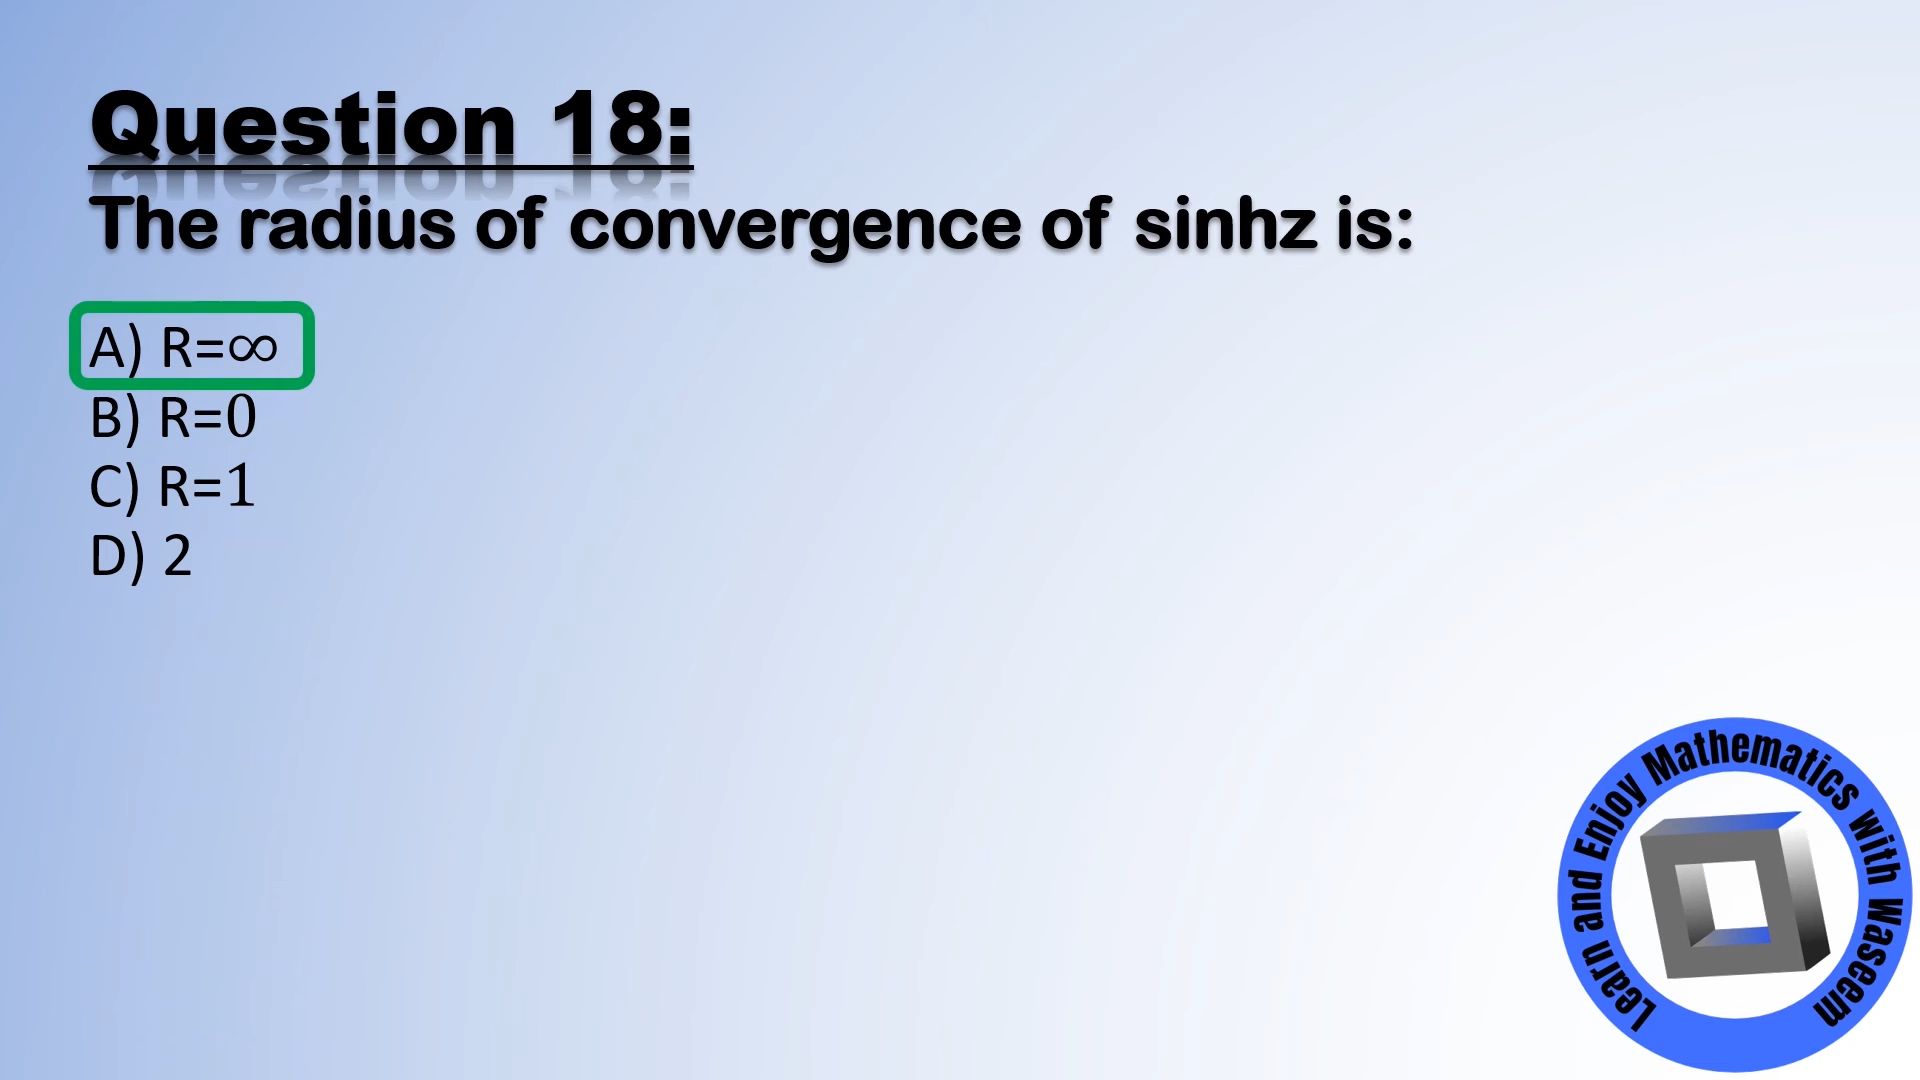 Question 18:
The radius of convergence of sinhz is:
A) R=∞
B) R=0
C) R=1
D) 2
Learn and Enjoy Mathematics with Waseem